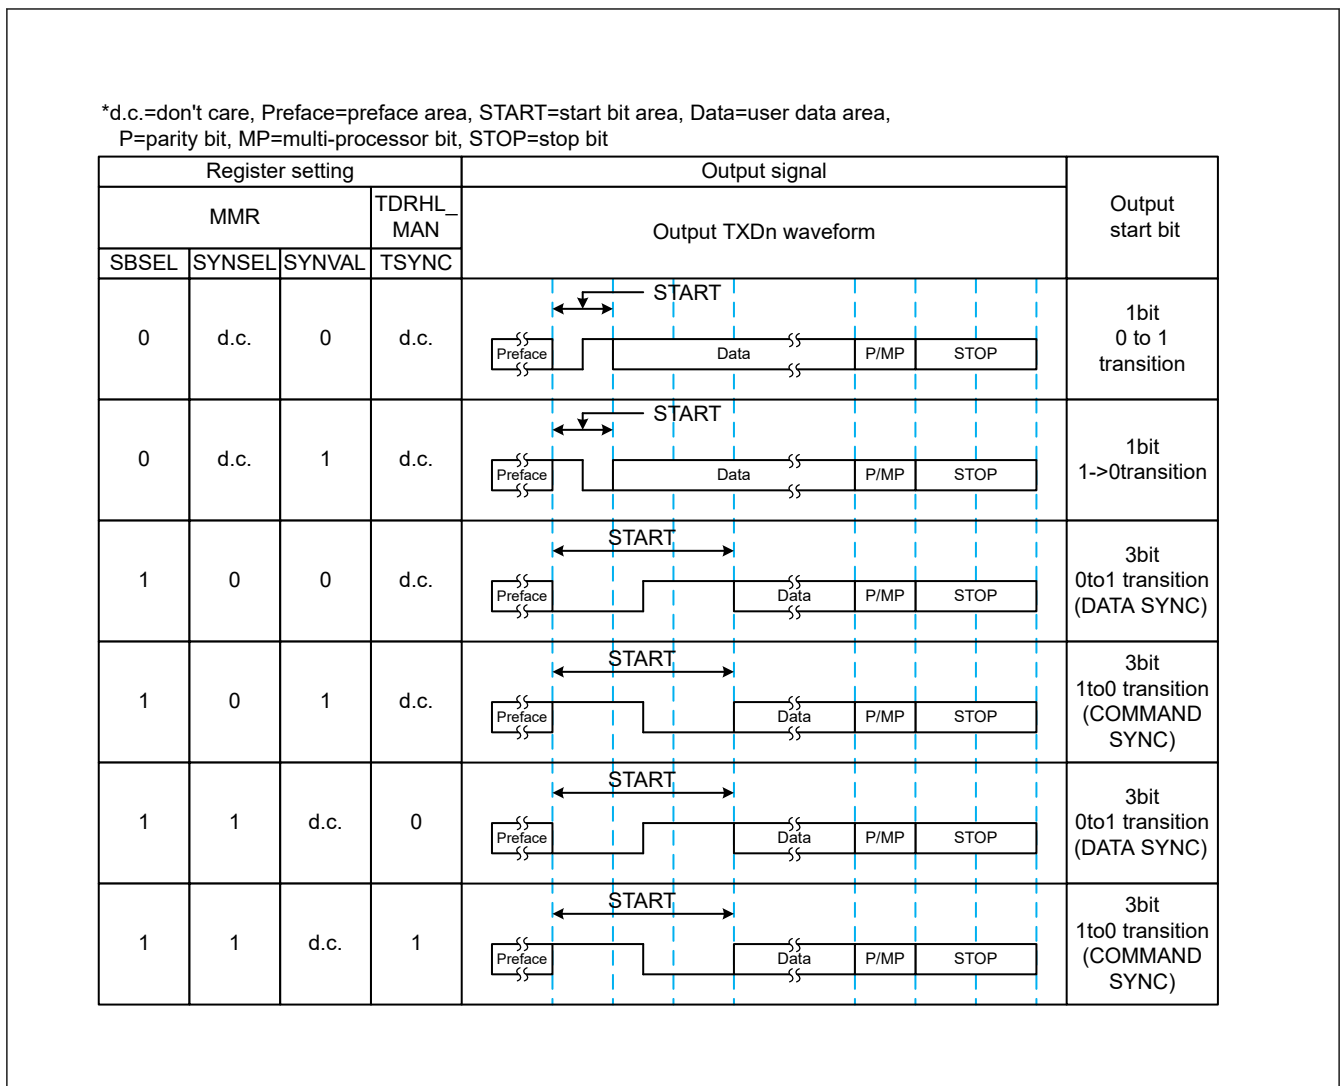 *d.c.=don't care, Preface=preface area, START=start bit area, Data=user data area,
P=parity bit, MP=multi-processor bit, STOP=stop bit
Register setting
Output signal
Output
start bit
MMR
TDRHL_
MAN
Output TXDn waveform
SBSEL SYNSEL SYNVAL TSYNC
START
0 d.c. 0 d.c.
Preface Data P/MP STOP
1bit
0 to 1
transition
START
0 d.c. 1 d.c.
Preface Data P/MP STOP
1bit
1->0transition
START
1 0 0 d.c.
Preface Data P/MP STOP
3bit
0to1 transition
(DATA SYNC)
START
1 0 1 d.c.
Preface Data P/MP STOP
3bit
1to0 transition
(COMMAND
SYNC)
START
1 1 d.c. 0
Preface Data P/MP STOP
3bit
0to1 transition
(DATA SYNC)
START
1 1 d.c. 1
Preface Data P/MP STOP
3bit
1to0 transition
(COMMAND
SYNC)